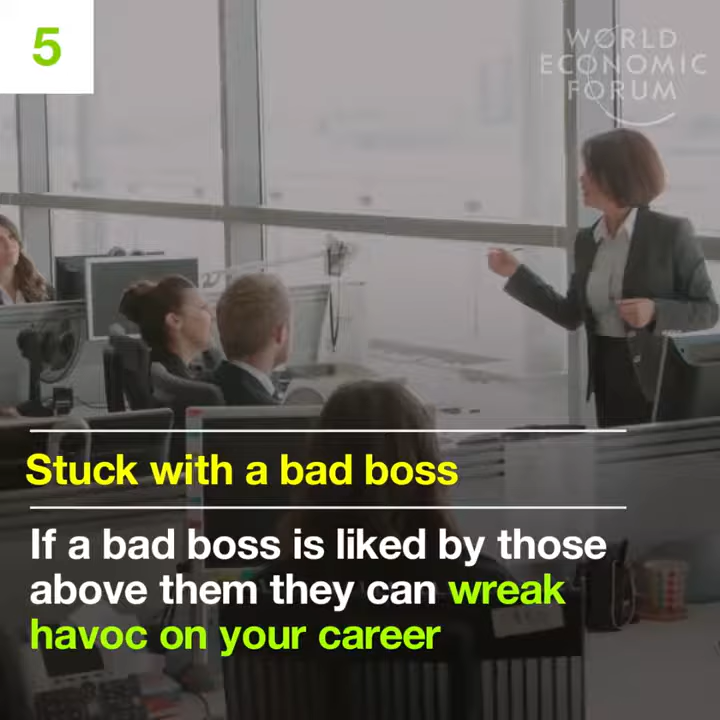 5
WORLD
ECONOMIC
FORUM
Stuck with a bad boss
If a bad boss is liked by those
above them they can wreak
havoc on your career